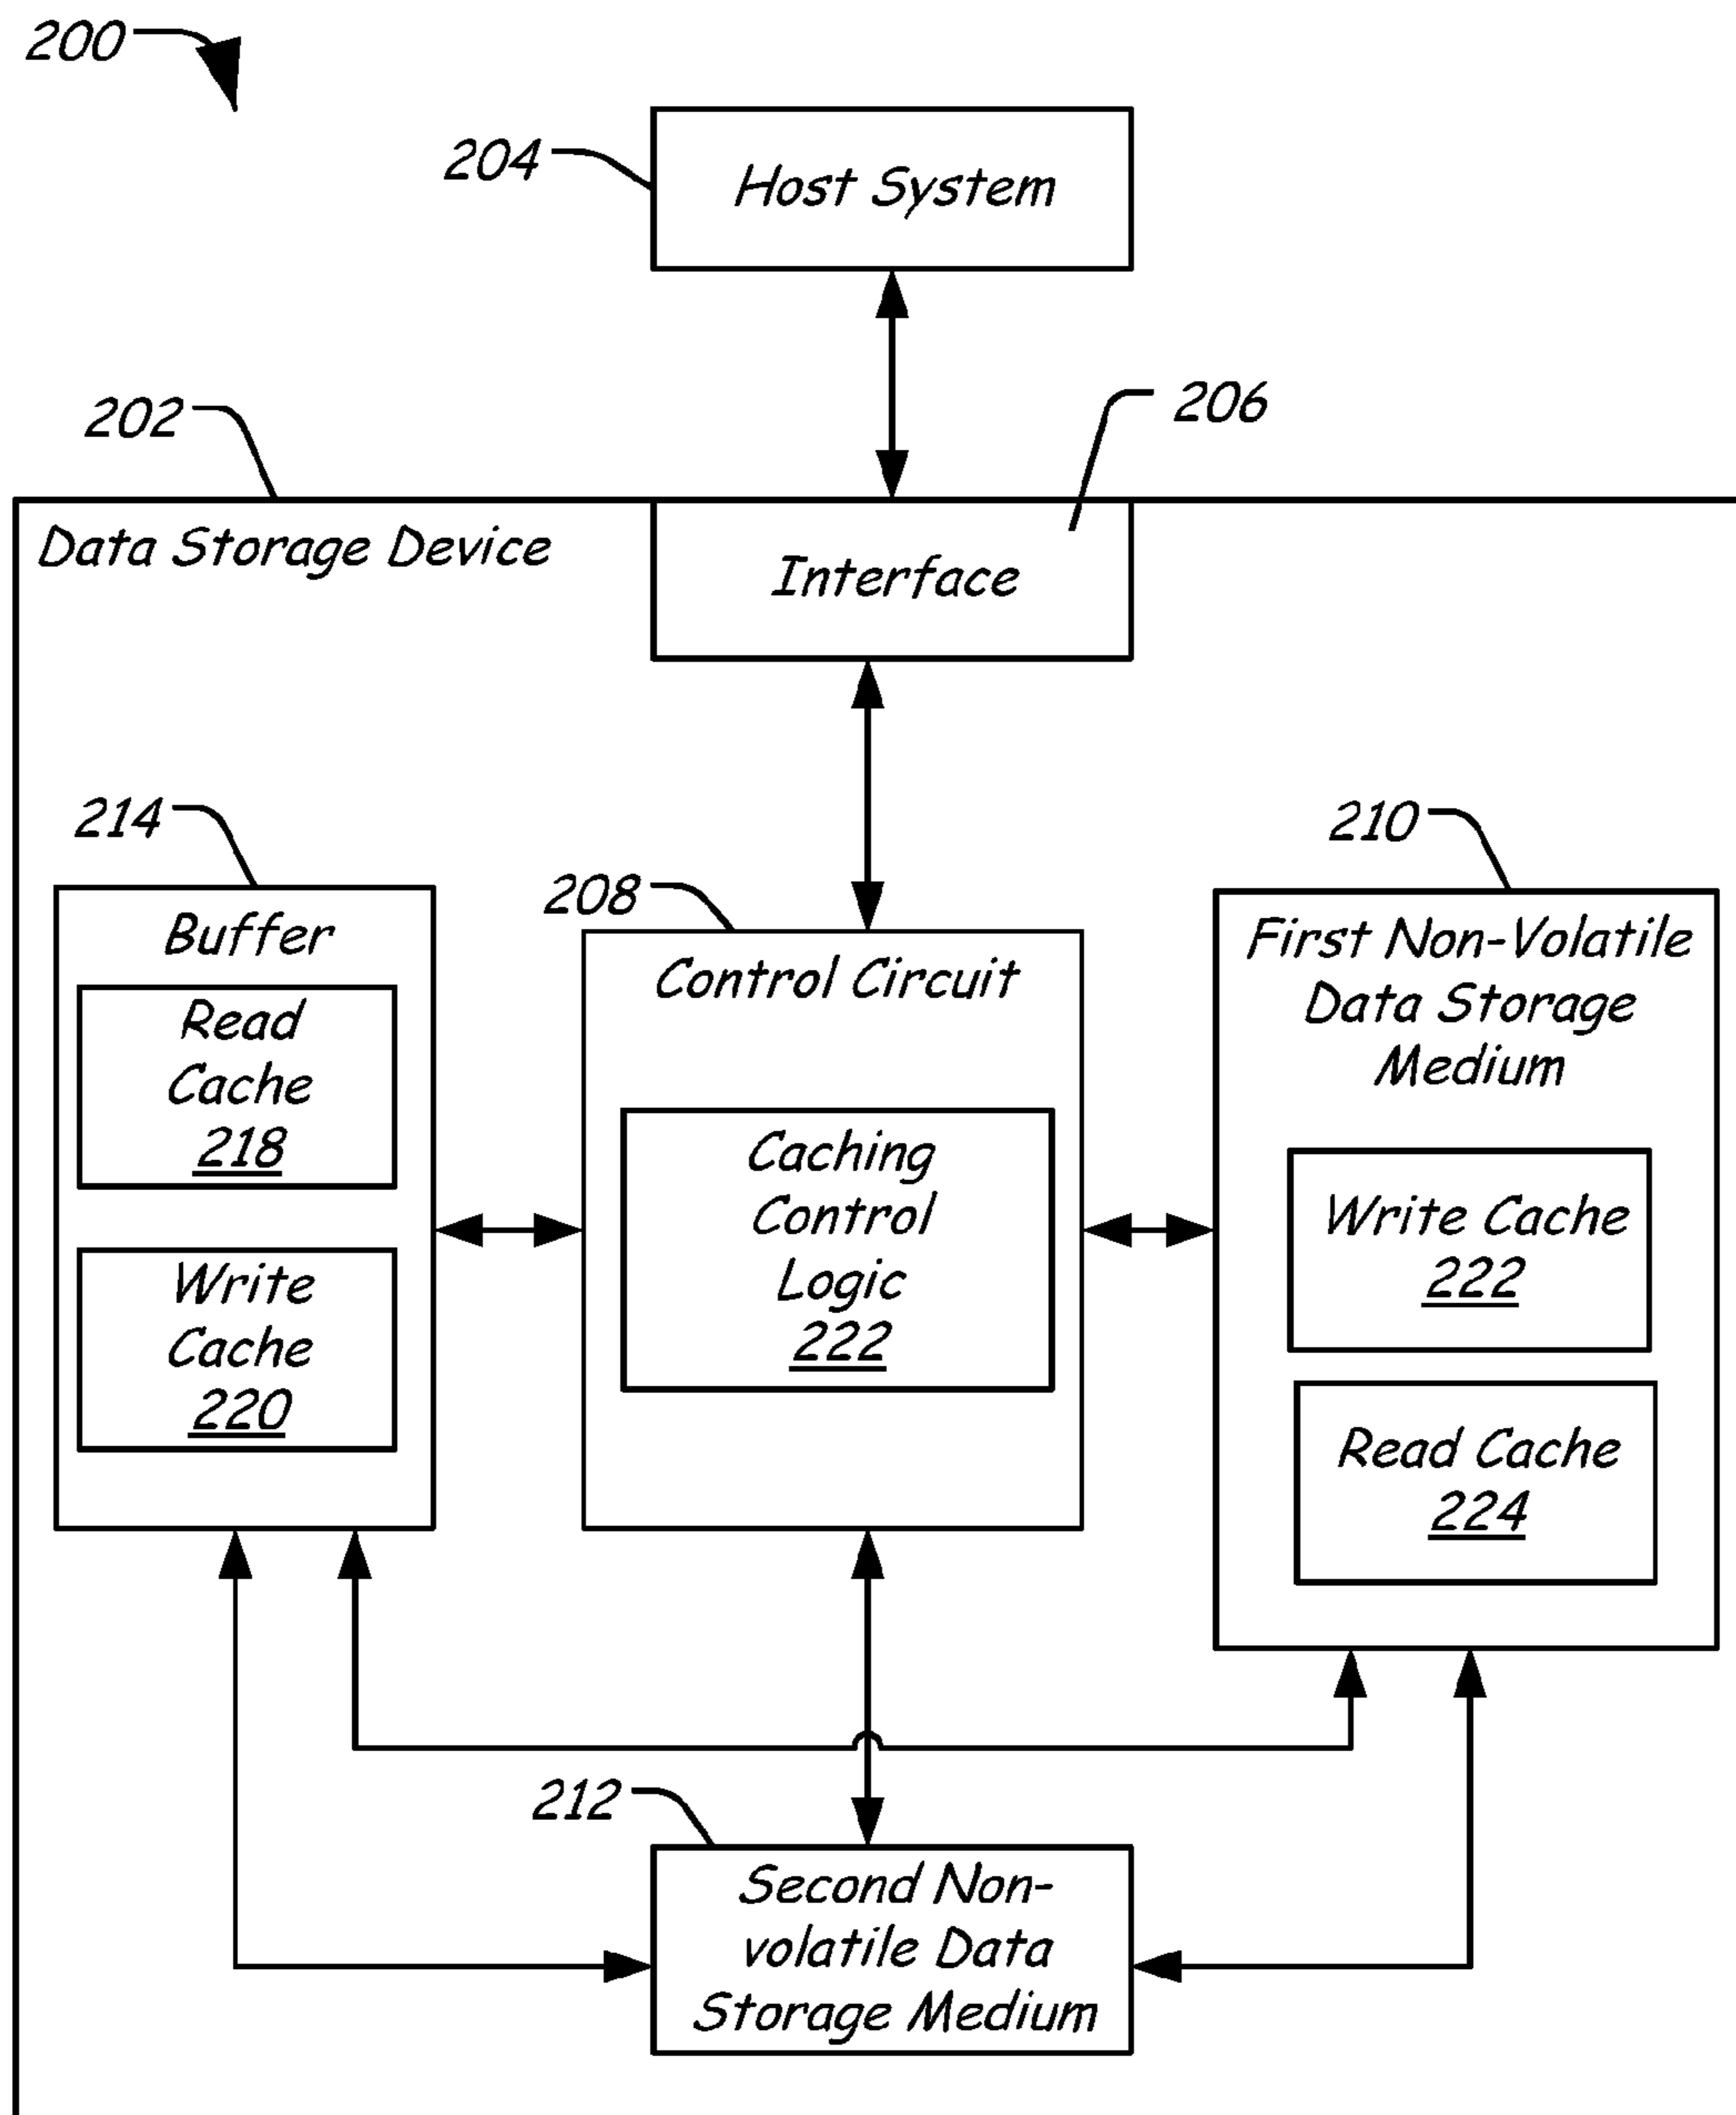 200
204
Host System
206
202
Data Storage Device
Interface
214
210
208
Buffer
Read
Cache
218
Write
Cache
220
Control Circuit
Caching
Control
Logic
222
First Non-Volatile
Data Storage
Medium
Write Cache
222
Read Cache
224
212
Second Non-
volatile Data
Storage Medium